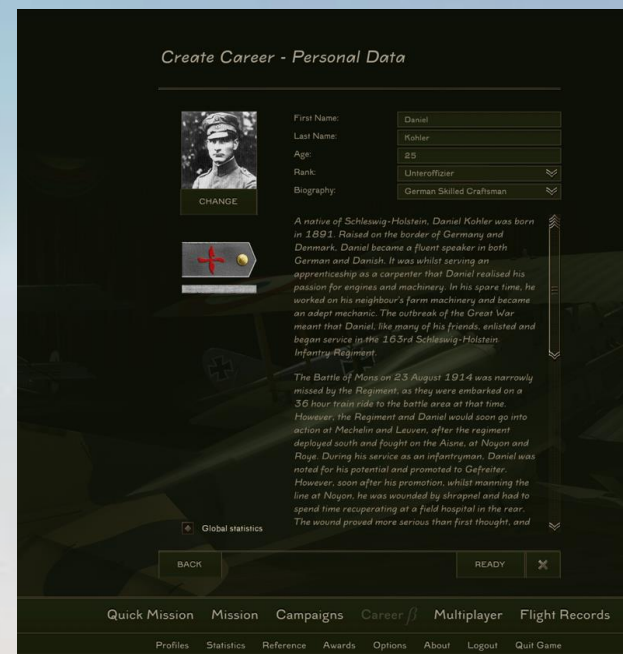 Create Career - Personal Data
First Name: Daniel
Last Name: Kohler
Age: 25
Rank: Unteroffizier
Biography: German Skilled Craftsman
CHANGE
A native of Schleswig-Holstein, Daniel Kohler was born
in 1891. Raised on the border of Germany and
Denmark, Daniel became a fluent speaker in both
German and Danish. It was whilst serving an
apprenticeship as a carpenter that Daniel realised his
passion for engines and machinery. In his spare time, he
worked on his neighbour's farm machinery and became
an adept mechanic. The outbreak of the Great War
meant that Daniel, like many of his friends, enlisted and
began service in the 163rd Schleswig-Holstein
Infantry Regiment.
The Battle of Mons on 23 August 1914 was narrowly
missed by the Regiment, as they were embarked on a
36 hour train ride to the battle area at that time.
However, the Regiment and Daniel would soon go into
action at Mechelin and Leuven, after the regiment
deployed south and fought on the Aisne, at Noyon and
Roye. During his service as an infantryman, Daniel was
noted for his potential and promoted to Gefreiter.
However, soon after his promotion, whilst manning the
line at Noyon, he was wounded by shrapnel and had to
spend time recuperating at a field hospital in the rear.
The wound proved more serious than first thought, and
Global statistics
BACK READY
Quick Mission Mission Campaigns Career β Multiplayer Flight Records
Profiles Statistics Reference Awards Options About Logout Quit Game